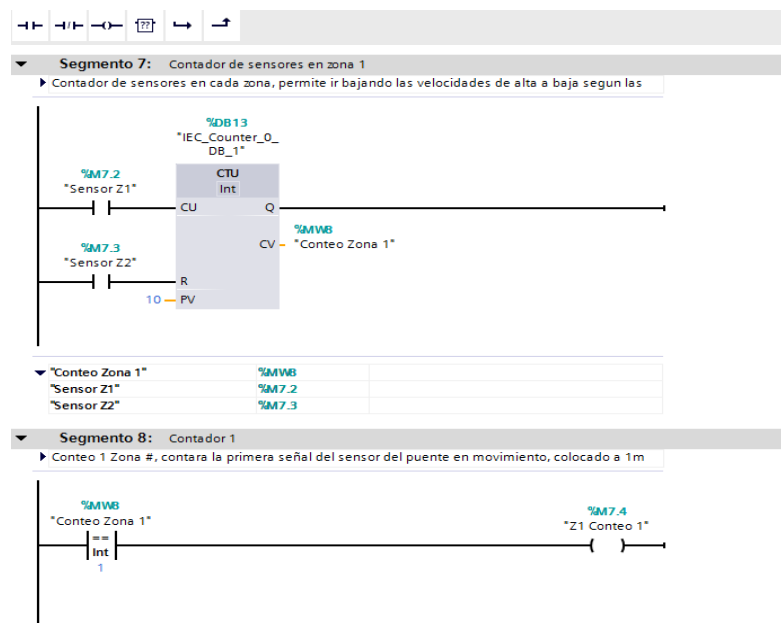 ??
Segmento 7: Contador de sensores en zona 1
Contador de sensores en cada zona, permite ir bajando las velocidades de alta a baja segun las
%DB13
"IEC_Counter_0_
DB_1"
%M7.2
"Sensor Z1"
CTU
Int
CU Q
%MW8
CV "Conteo Zona 1"
%M7.3
"Sensor Z2"
R
10 PV
"Conteo Zona 1" %MW8
"Sensor Z1" %M7.2
"Sensor Z2" %M7.3
Segmento 8: Contador 1
Conteo 1 Zona #, contara la primera señal del sensor del puente en movimiento, colocado a 1m
%MW8
"Conteo Zona 1"
%M7.4
"Z1 Conteo 1"
==
Int
1